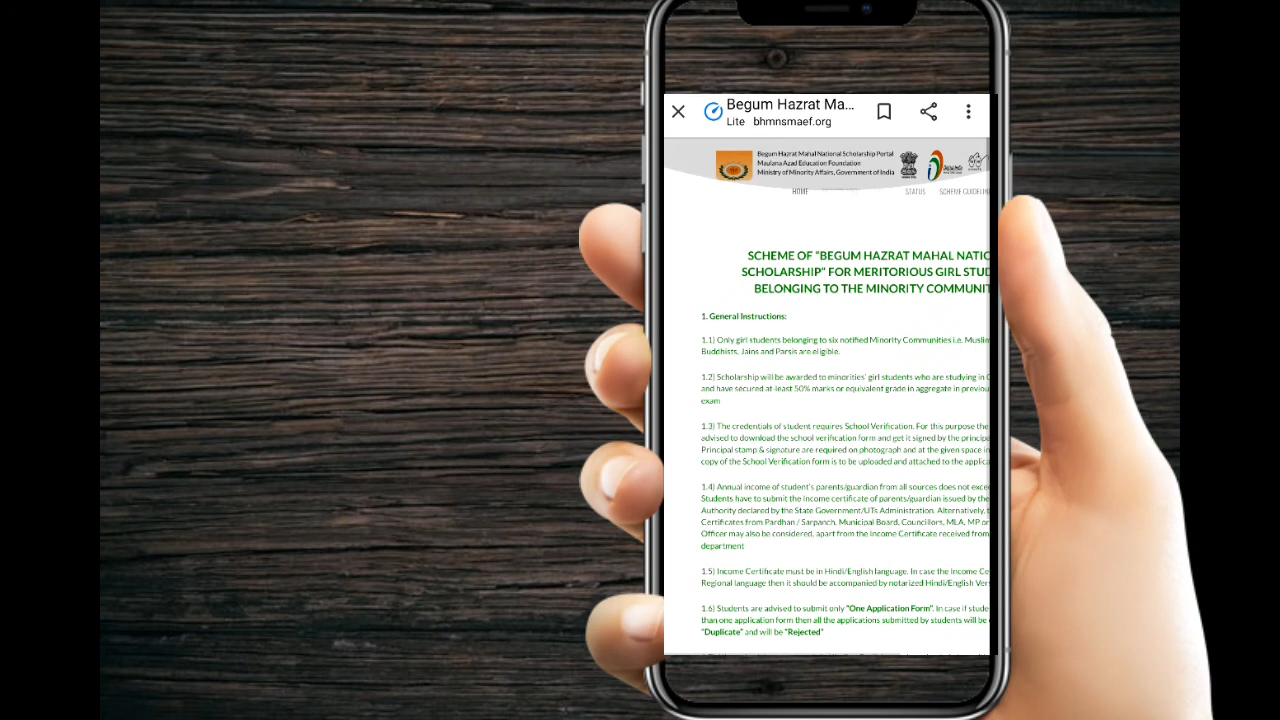 Begum Hazrat Ma...
Lite bhmnsmaef.org
Begum Hazrat Mahal National Scholarship Portal
Maulana Azad Education Foundation
Ministry of Minority Affairs, Government of India
HOME STATUS SCHEME GUIDELIN
SCHEME OF "BEGUM HAZRAT MAHAL NATIO
SCHOLARSHIP" FOR MERITORIOUS GIRL STUD
BELONGING TO THE MINORITY COMMUNIT
1. General Instructions:
1.1) Only girl students belonging to six notified Minority Communities i.e. Muslim
Buddhists, Jains and Parsis are eligible.
1.2) Scholarship will be awarded to minorities' girl students who are studying in C
and have secured at-least 50% marks or equivalent grade in aggregate in previou
exam
1.3) The credentials of student requires School Verification. For this purpose the
advised to download the school verification form and get it signed by the principa
Principal stamp & signature are required on photograph and at the given space in
copy of the School Verification form is to be uploaded and attached to the applica
1.4) Annual income of student's parents/guardian from all sources does not excee
Students have to submit the Income certificate of parents/guardian issued by the
Authority declared by the State Government/UTs Administration. Alternatively, t
Certificates from Pardhan / Sarpanch, Municipal Board, Councillors, MLA, MP or
Officer may also be considered, apart from the Income Certificate received from
department
1.5) Income Certificate must be in Hindi/English language. In case the Income Ce
Regional language then it should be accompanied by notarized Hindi/English Vers
1.6) Students are advised to submit only "One Application Form". In case if stude
than one application form then all the applications submitted by students will be
"Duplicate" and will be "Rejected"